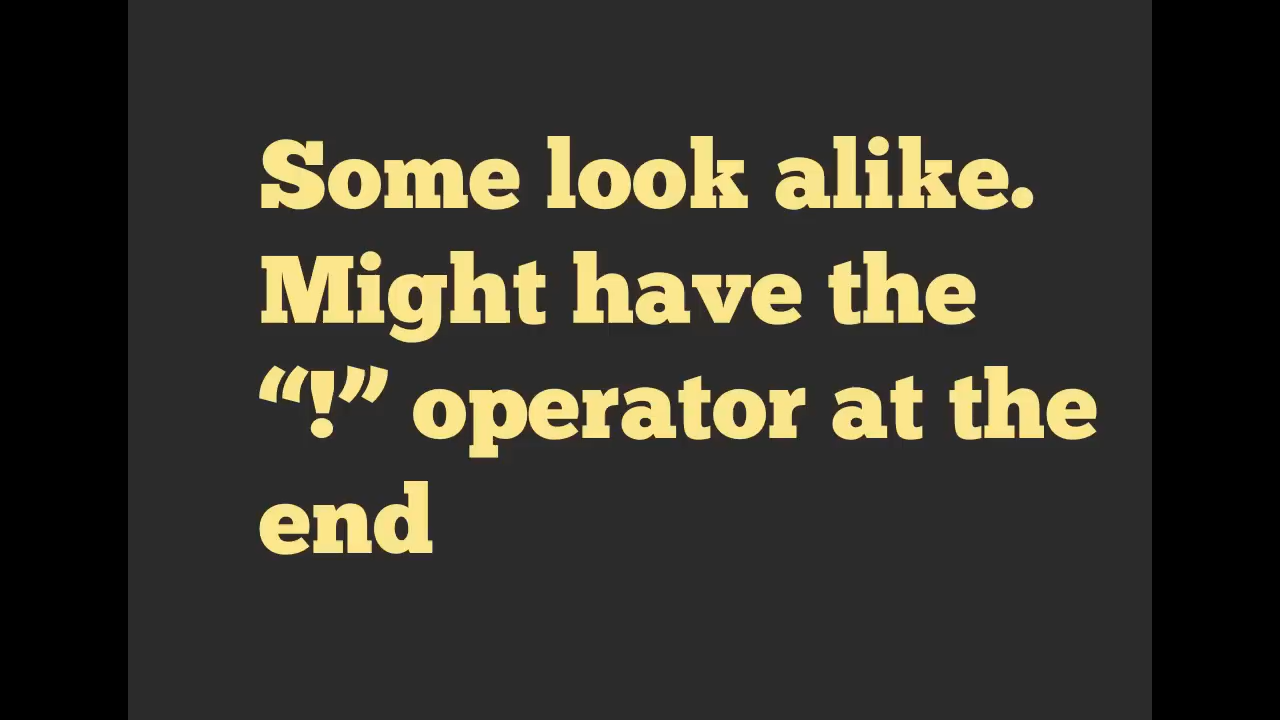 Some look alike.
Might have the
“!” operator at the
end